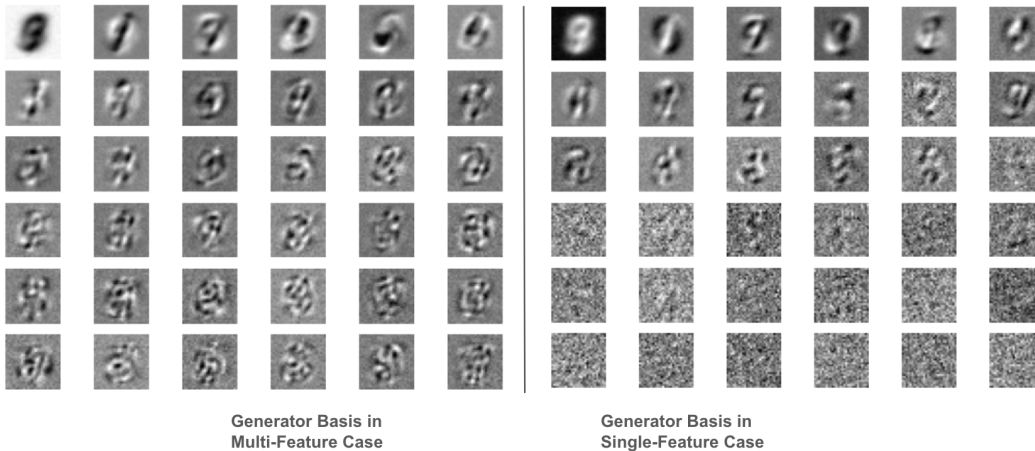 Generator Basis in
Multi-Feature Case
Generator Basis in
Single-Feature Case